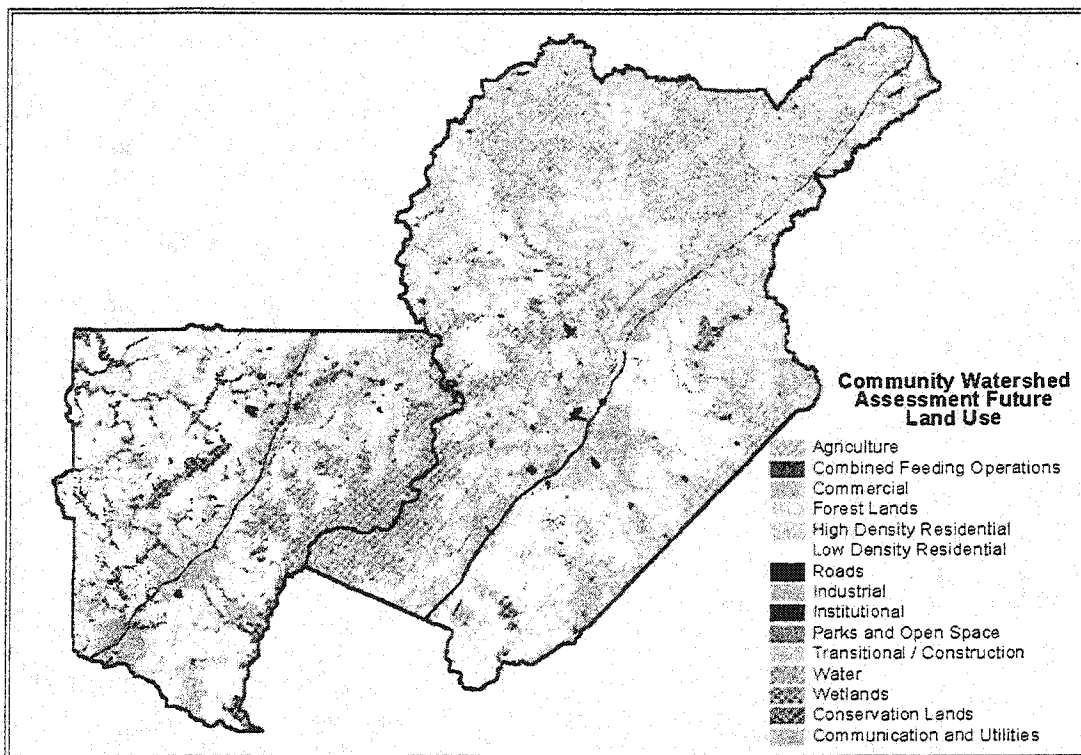 Community Watershed
Assessment Future
Land Use
Agriculture
Combined Feeding Operations
Commercial
Forest Lands
High Density Residential
Low Density Residential
Roads
Industrial
Institutional
Parks and Open Space
Transitional / Construction
Water
Wetlands
Conservation Lands
Communication and Utilities